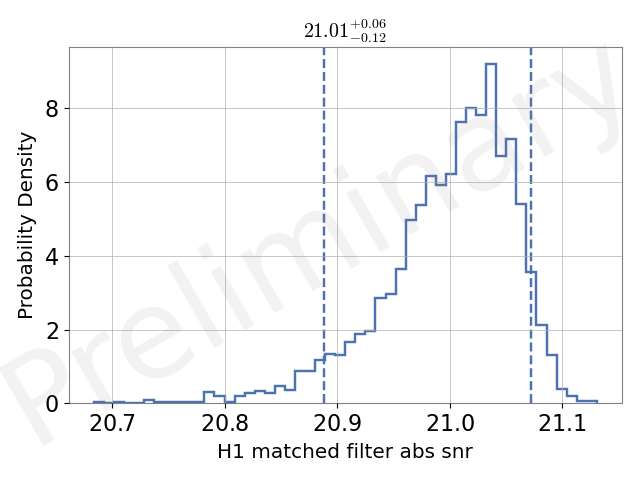 21.01^{+0.06}_{-0.12}
Probability Density
8
6
4
2
0
20.7 20.8 20.9 21.0 21.1
H1 matched filter abs snr
Preliminary